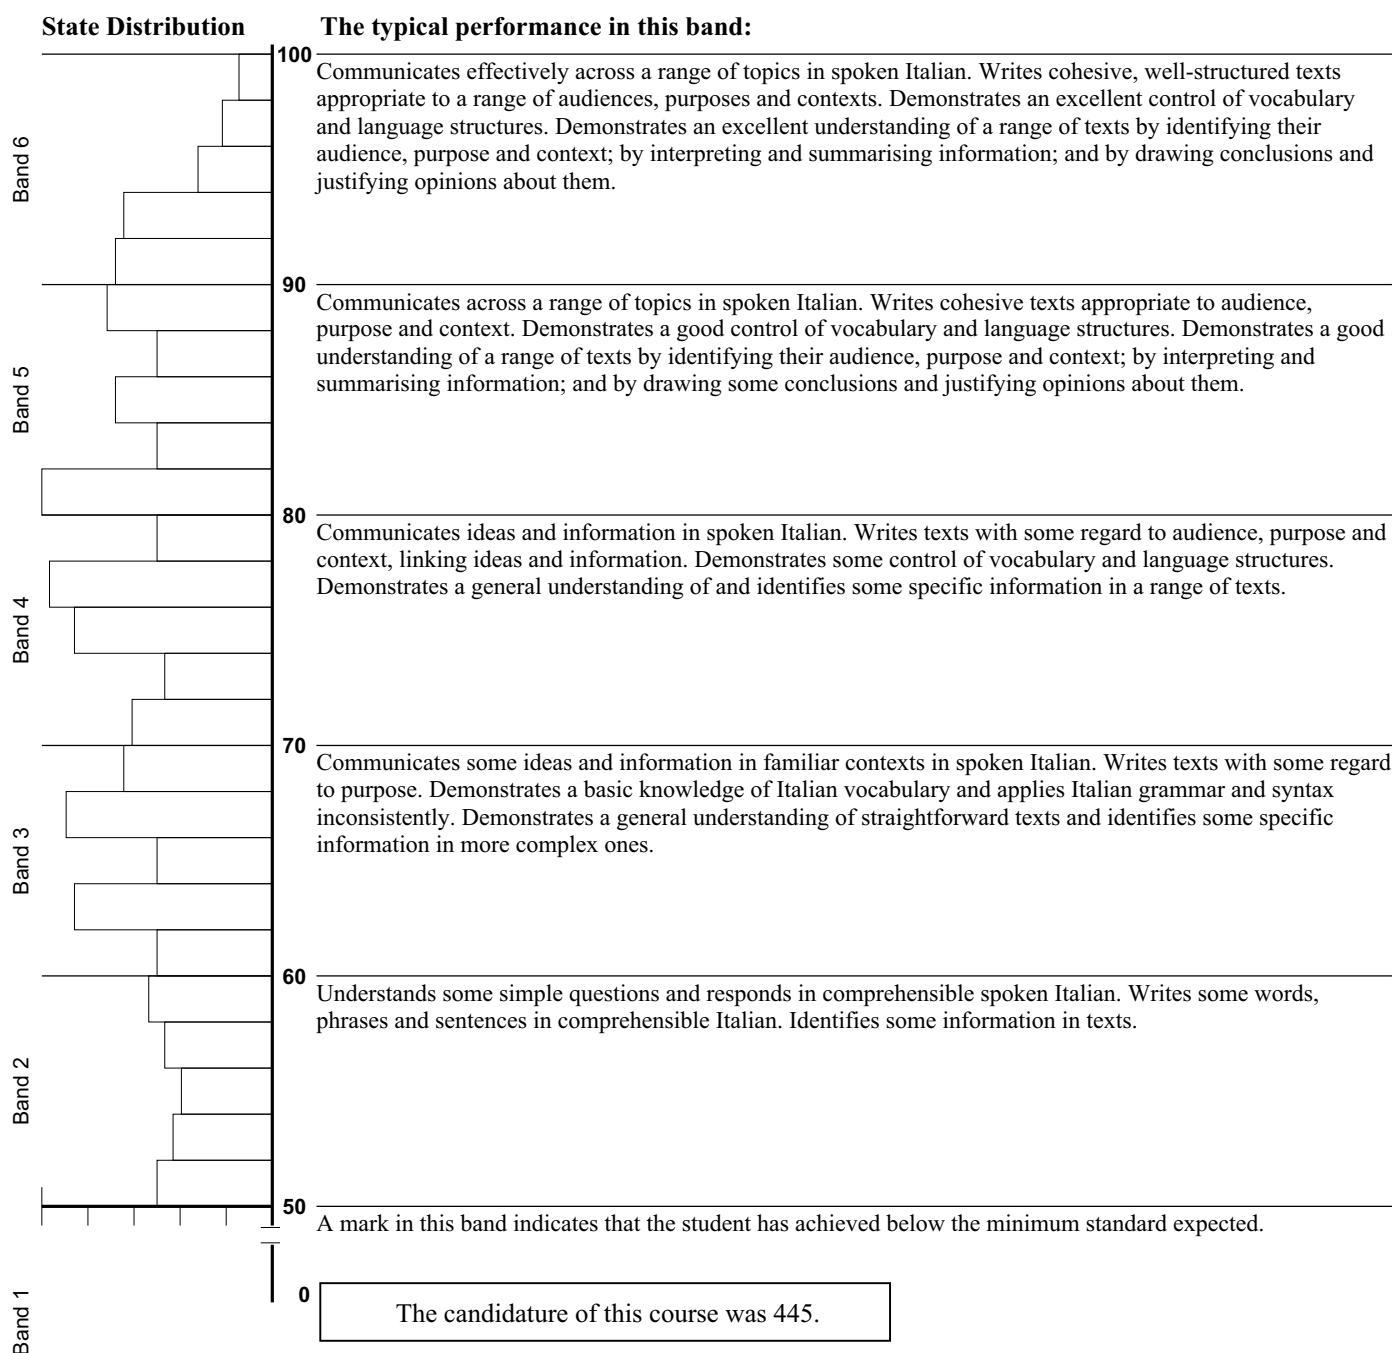 State Distribution
The typical performance in this band:
100
Communicates effectively across a range of topics in spoken Italian. Writes cohesive, well-structured texts
appropriate to a range of audiences, purposes and contexts. Demonstrates an excellent control of vocabulary
and language structures. Demonstrates an excellent understanding of a range of texts by identifying their
audience, purpose and context; by interpreting and summarising information; and by drawing conclusions and
justifying opinions about them.
Band 6
90
Communicates across a range of topics in spoken Italian. Writes cohesive texts appropriate to audience,
purpose and context. Demonstrates a good control of vocabulary and language structures. Demonstrates a good
understanding of a range of texts by identifying their audience, purpose and context; by interpreting and
summarising information; and by drawing some conclusions and justifying opinions about them.
Band 5
80
Communicates ideas and information in spoken Italian. Writes texts with some regard to audience, purpose and
context, linking ideas and information. Demonstrates some control of vocabulary and language structures.
Demonstrates a general understanding of and identifies some specific information in a range of texts.
Band 4
70
Communicates some ideas and information in familiar contexts in spoken Italian. Writes texts with some regard
to purpose. Demonstrates a basic knowledge of Italian vocabulary and applies Italian grammar and syntax
inconsistently. Demonstrates a general understanding of straightforward texts and identifies some specific
information in more complex ones.
Band 3
60
Understands some simple questions and responds in comprehensible spoken Italian. Writes some words,
phrases and sentences in comprehensible Italian. Identifies some information in texts.
Band 2
50
A mark in this band indicates that the student has achieved below the minimum standard expected.
Band 1
0
The candidature of this course was 445.